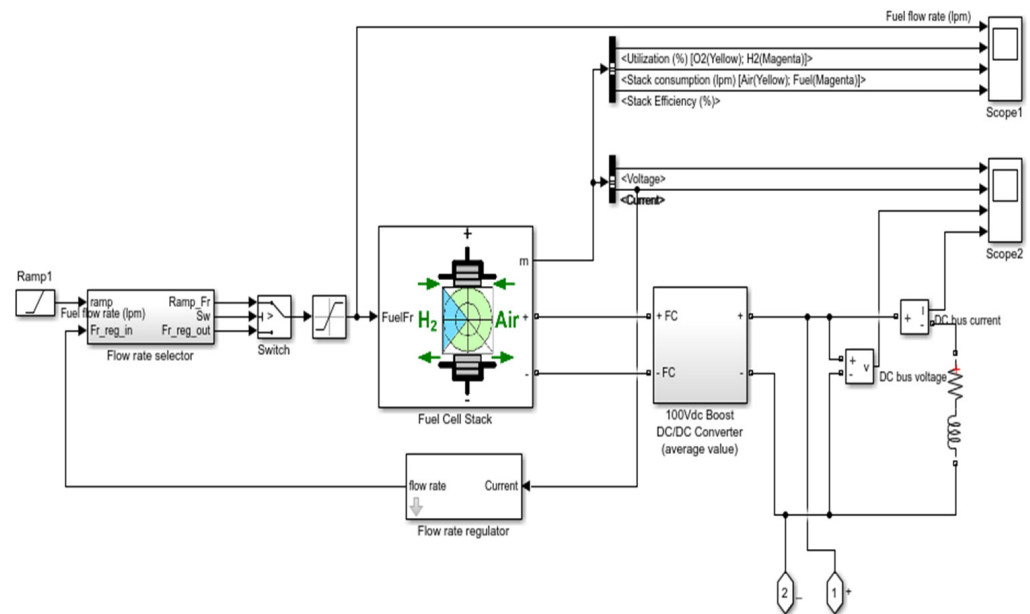 Fuel flow rate (lpm)
<Utilization (%) [O2(Yellow); H2(Magenta)]>
<Stack consumption (lpm) [Air(Yellow; Fuel(Magenta)]>
<Stack Efficiency (%)>
Scope1
<Voltage>
<Current>
Scope2
Ramp1
ramp
Fuel flow rate (lpm)
Fr_reg_in
Ramp_Fr
Sw
Fr_reg_out
Flow rate selector
>
Switch
FuelFr
+
m
H2
Air
+
-
-
Fuel Cell Stack
+ FC
- FC
+
-
100Vdc Boost
DC/DC Converter
(average value)
+
I
-
DC bus current
+
-
v
DC bus voltage
flow rate
Current
Flow rate regulator
2
-
1
+